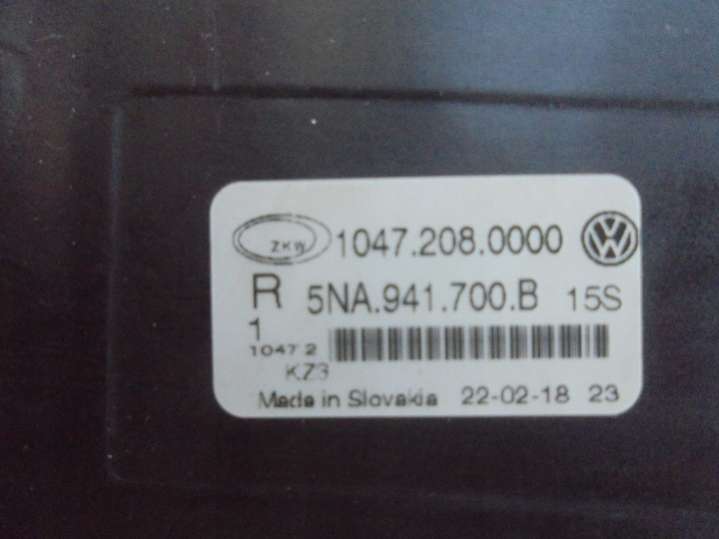 ZKW 1047.208.0000
R 5NA.941.700.B 15S
1
1047 2
KZ3
Made in Slovakia 22-02-18 23